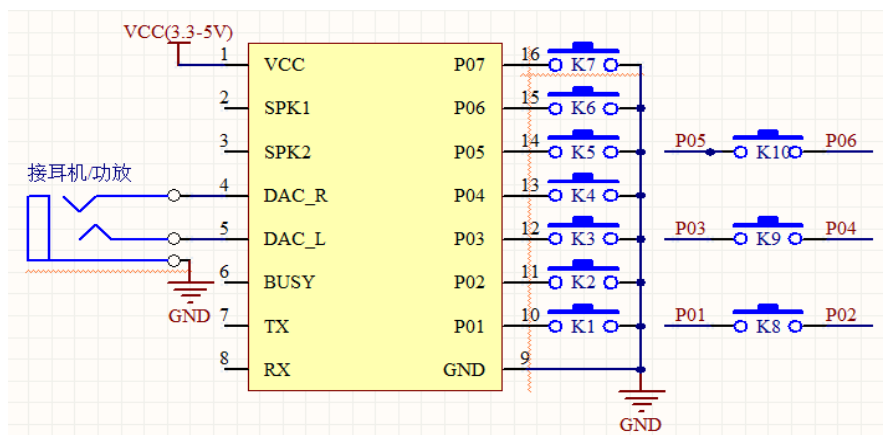 VCC(3.3-5V)
1 VCC P07 16 K7
2 SPK1 P06 15 K6
3 SPK2 P05 14 K5 P05 K10 P06
接耳机/功放
4 DAC_R P04 13 K4
5 DAC_L P03 12 K3 P03 K9 P04
6 BUSY P02 11 K2
GND
7 TX P01 10 K1 P01 K8 P02
8 RX GND 9
GND